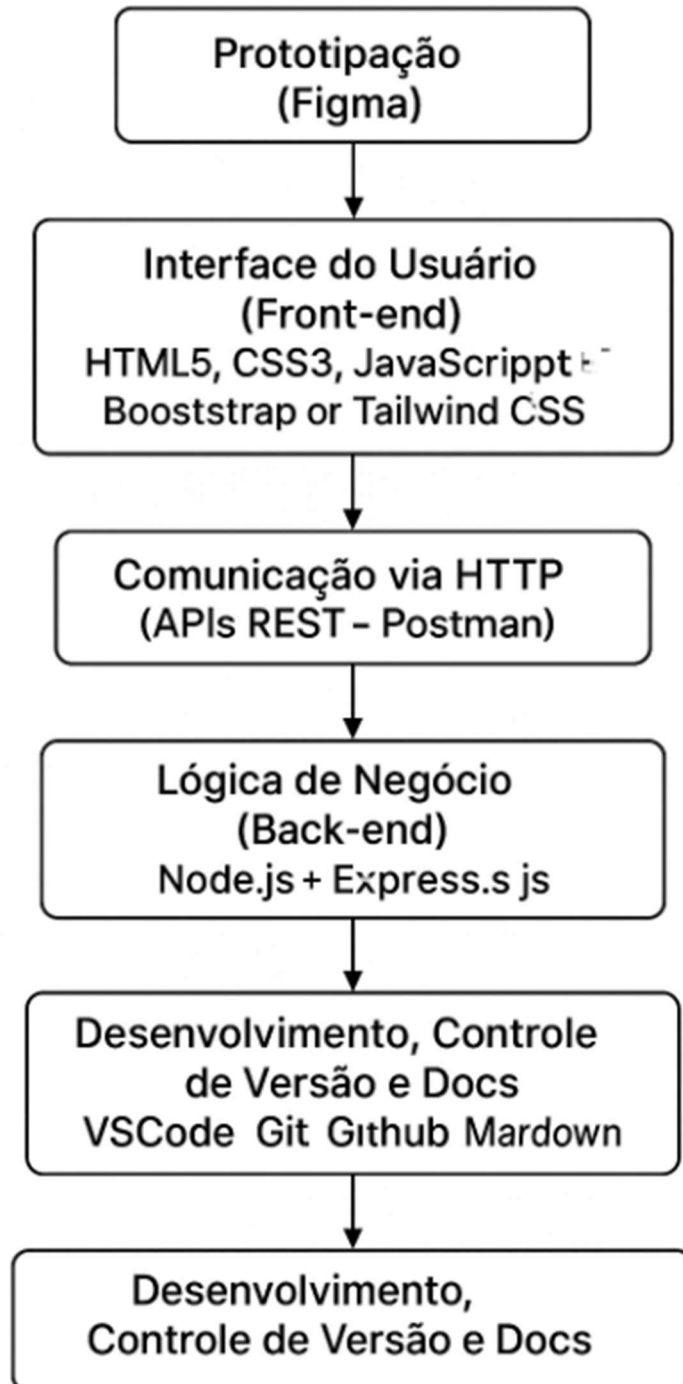 Prototipação
(Figma)
Interface do Usuário
(Front-end)
HTML5, CSS3, JavaScrippt
Booststrap or Tailwind CSS
Comunicação via HTTP
(APIs REST – Postman)
Lógica de Negócio
(Back-end)
Node.js + Express.s js
Desenvolvimento, Controle
de Versão e Docs
VSCode Git Github Mardown
Desenvolvimento,
Controle de Versão e Docs